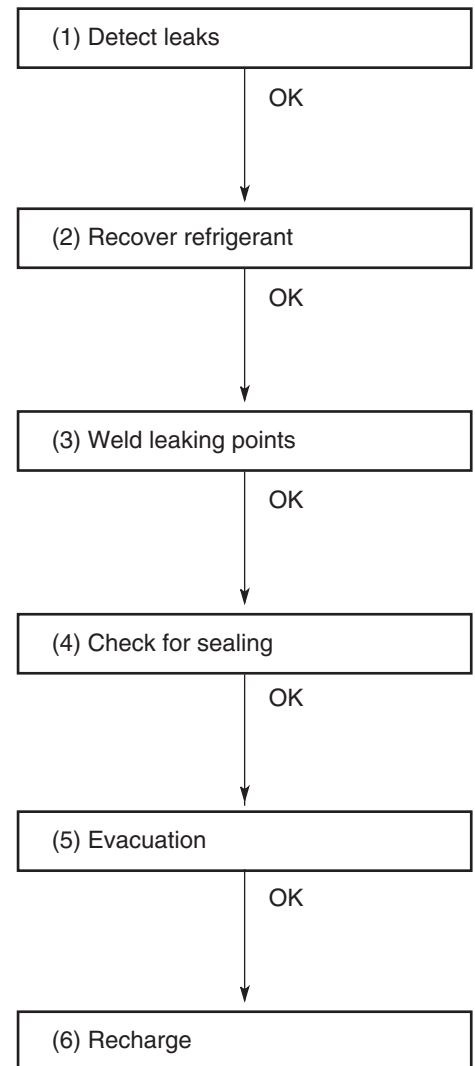 (1) Detect leaks
OK
(2) Recover refrigerant
OK
(3) Weld leaking points
OK
(4) Check for sealing
OK
(5) Evacuation
OK
(6) Recharge